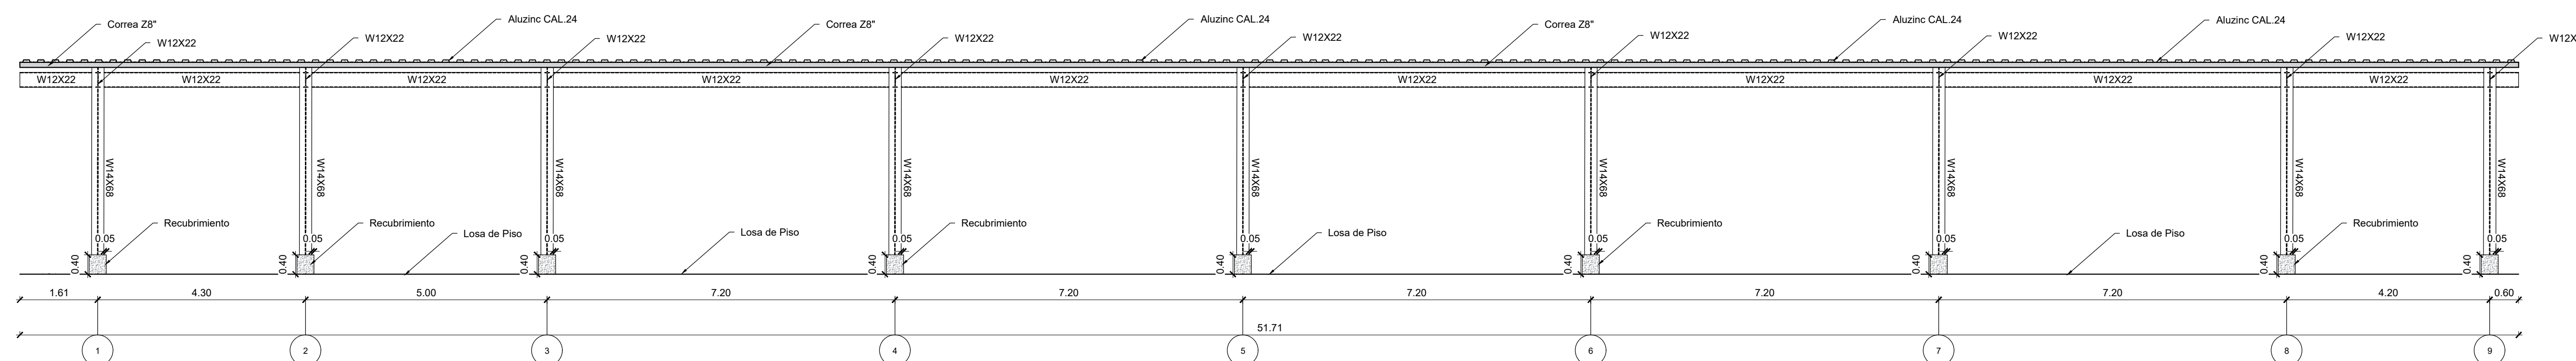 Correa Z8"
Aluzinc CAL.24
Correa Z8"
Aluzinc CAL.24
Correa Z8"
Aluzinc CAL.24
Aluzinc CAL.24
W12X22
W12X22
W12X22
W12X22
W12X22
W12X22
W12X22
W12X22
W12X
W12X22
W12X22
W12X22
W12X22
W12X22
W12X22
W12X22
W12X22
W12X22
W14X68
W14X68
W14X68
W14X68
W14X68
W14X68
W14X68
W14X68
W14X68
Recubrimiento
Recubrimiento
Losa de Piso
Losa de Piso
Recubrimiento
Losa de Piso
Recubrimiento
Losa de Piso
Recubrimiento
0.05
0.05
0.05
0.05
0.05
0.05
0.05
0.05
0.05
0.40
0.40
0.40
0.40
0.40
0.40
0.40
0.40
0.40
1.61
4.30
5.00
7.20
7.20
7.20
7.20
7.20
4.20
0.60
51.71
1
2
3
4
5
6
7
8
9